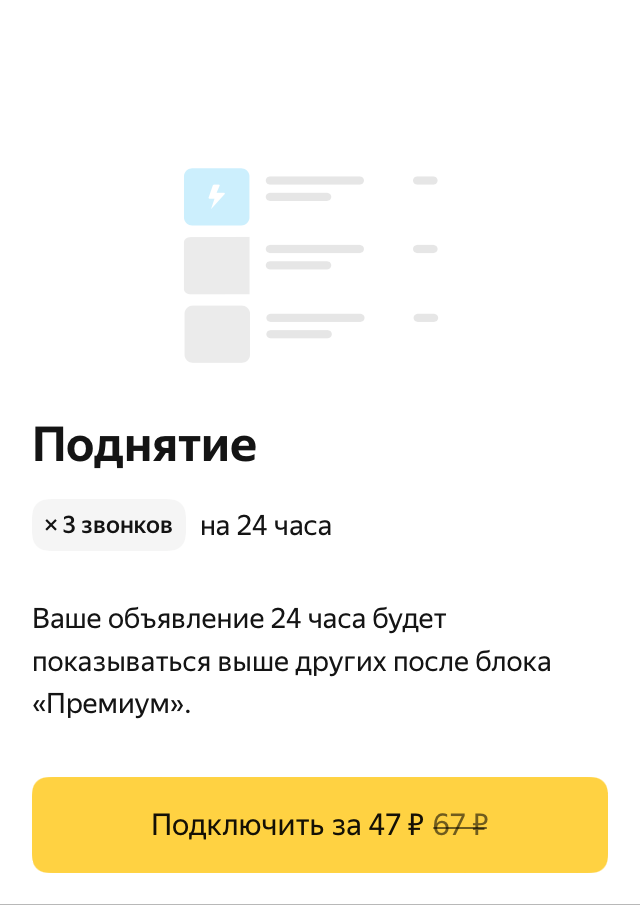 Поднятие
× 3 звонков на 24 часа
Ваше объявление 24 часа будет
показываться выше других после блока
«Премиум».
Подключить за 47 ₽ 67 ₽